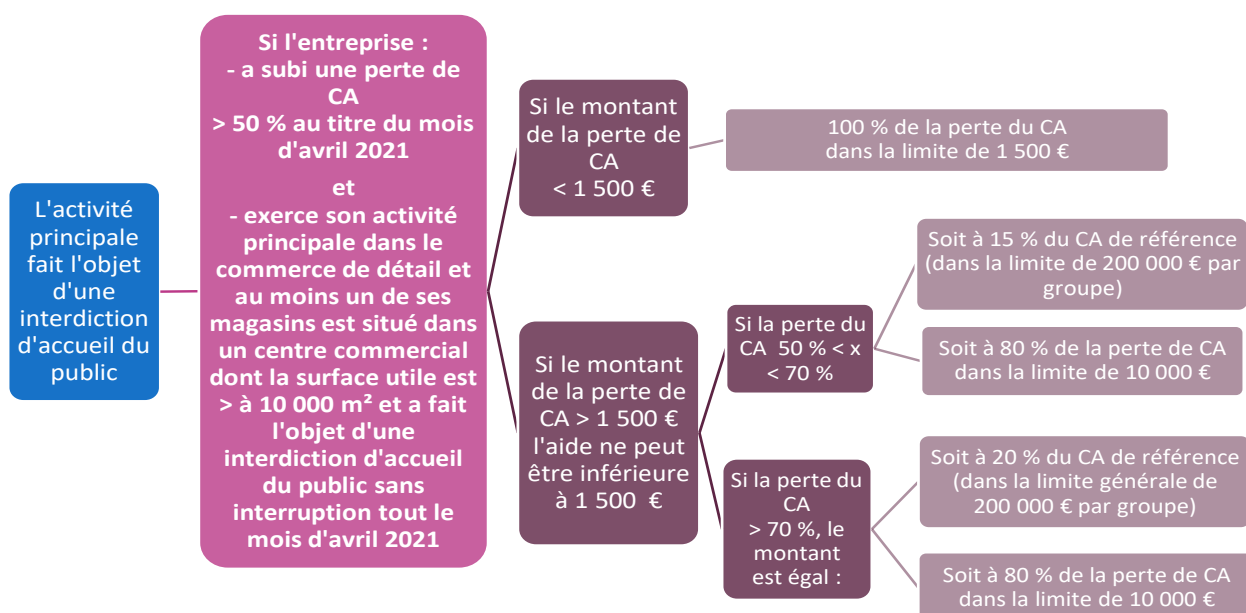 L'activité
principale
fait l'objet
d'une
interdiction
d'accueil du
public
Si l'entreprise :
- a subi une perte de
CA
> 50 % au titre du mois
d'avril 2021
et
- exerce son activité
principale dans le
commerce de détail et
au moins un de ses
magasins est situé dans
un centre commercial
dont la surface utile est
> à 10 000 m² et a fait
l'objet d'une
interdiction d'accueil
du public sans
interruption tout le
mois d'avril 2021
Si le montant
de la perte de
CA
< 1 500 €
100 % de la perte du CA
dans la limite de 1 500 €
Si le montant
de la perte de
CA > 1 500 €
l'aide ne peut
être inférieure
à 1 500 €
Si la perte du
CA 50 % < x
< 70 %
Soit à 15 % du CA de référence
(dans la limite de 200 000 € par
groupe)
Soit à 80 % de la perte de CA
dans la limite de 10 000 €
Si la perte du
CA
> 70 %, le
montant
est égal :
Soit à 20 % du CA de référence
(dans la limite générale de
200 000 € par groupe)
Soit à 80 % de la perte de CA
dans la limite de 10 000 €